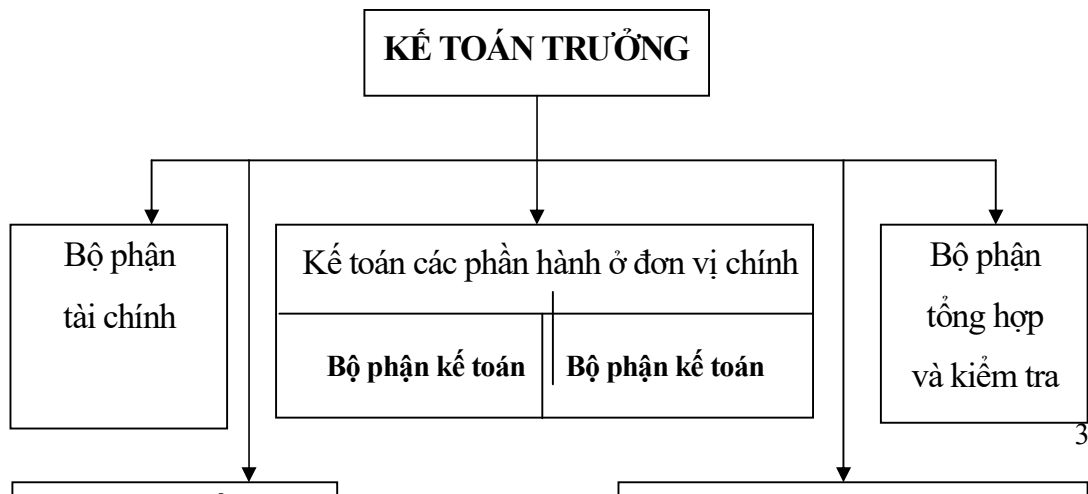 KẾ TOÁN TRƯỞNG
Bộ phận
tài chính
Kế toán các phần hành ở đơn vị chính
Bộ phận kế toán
Bộ phận kế toán
Bộ phận
tổng hợp
và kiểm tra
3